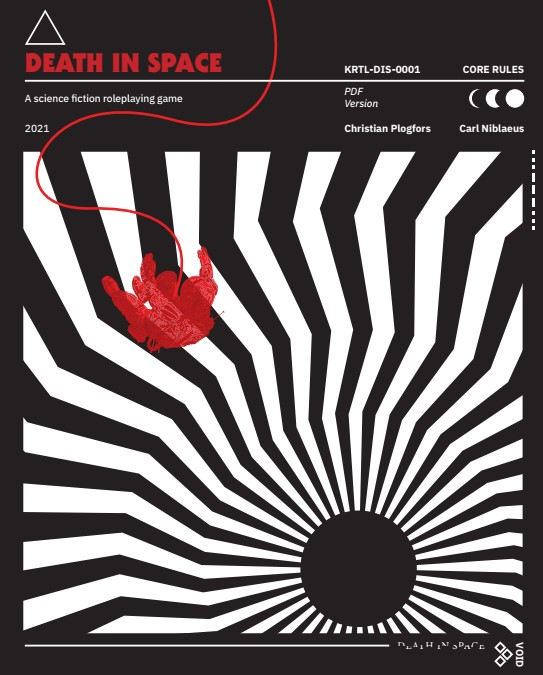 DEATH IN SPACE
KRTL-DIS-0001 CORE RULES
A science fiction roleplaying game
PDF
Version
2021
Christian Plogfors Carl Niblaeus
DEATH IN SPACE
VOID